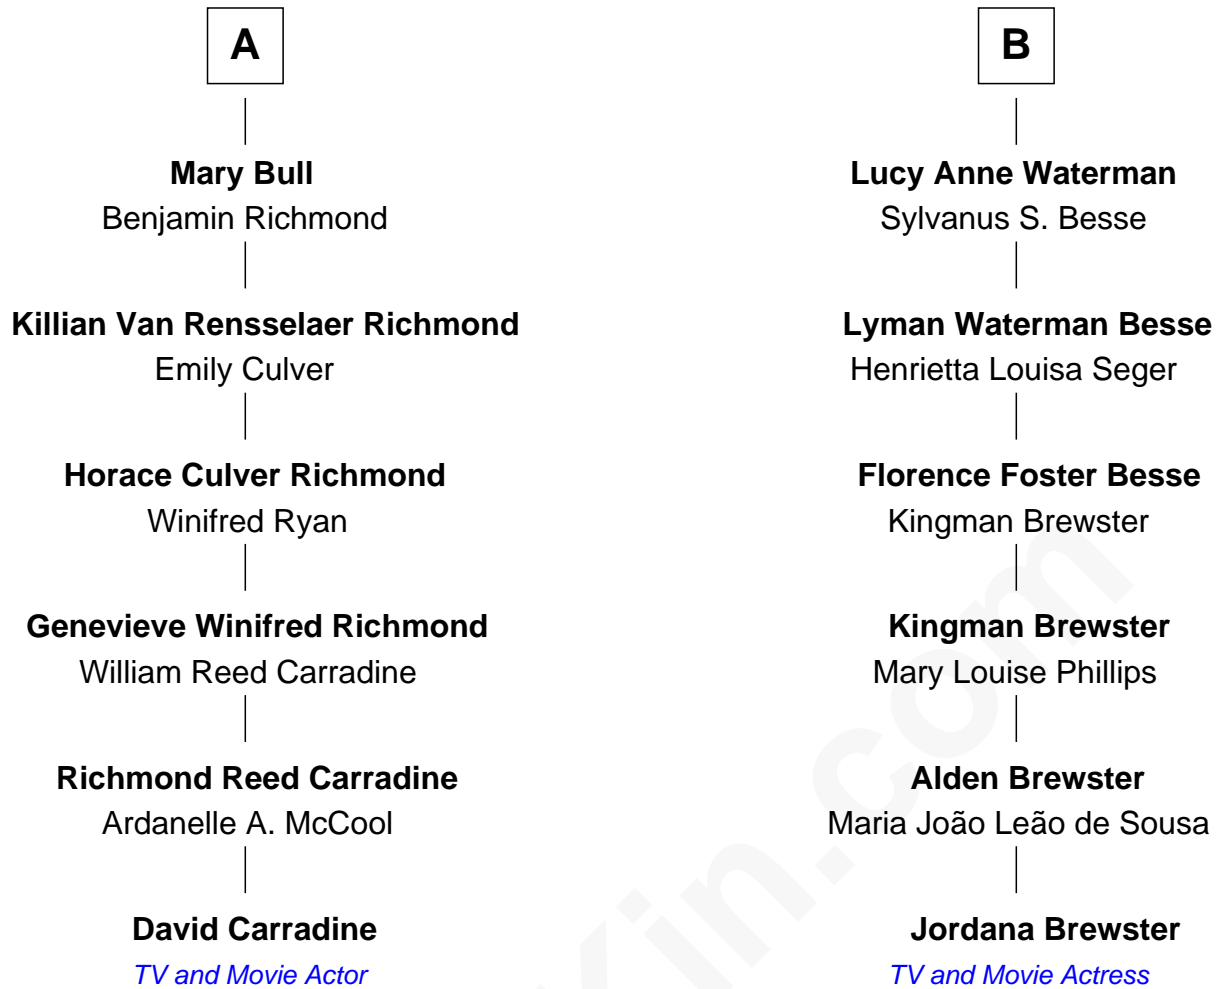 A
B
Mary Bull
Benjamin Richmond
Lucy Anne Waterman
Sylvanus S. Besse
Killian Van Rensselaer Richmond
Emily Culver
Lyman Waterman Besse
Henrietta Louisa Seger
Horace Culver Richmond
Winifred Ryan
Florence Foster Besse
Kingman Brewster
Genevieve Winifred Richmond
William Reed Carradine
Kingman Brewster
Mary Louise Phillips
Richmond Reed Carradine
Ardanelle A. McCool
Alden Brewster
Maria João Leão de Sousa
David Carradine
TV and Movie Actor
Jordana Brewster
TV and Movie Actress
Kin.com